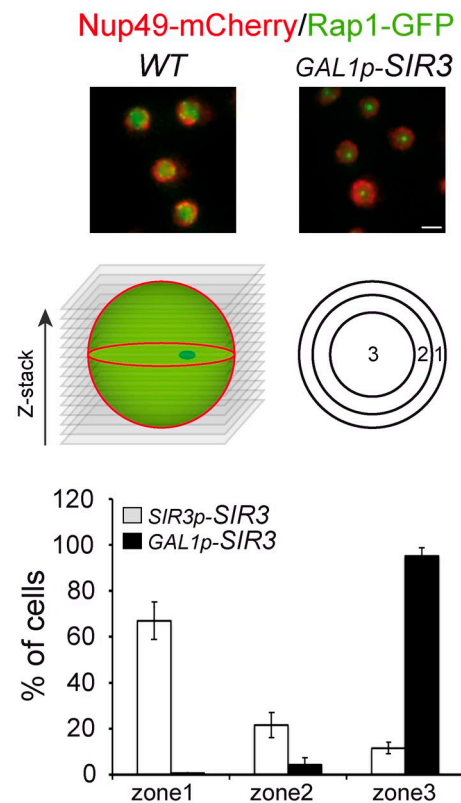 Nup49-mCherry/Rap1-GFP
WT GAL1p-SIR3
Z-stack
3 2 1
120
100
80
60
40
20
0
% of cells
SIR3p-SIR3
GAL1p-SIR3
zone1 zone2 zone3